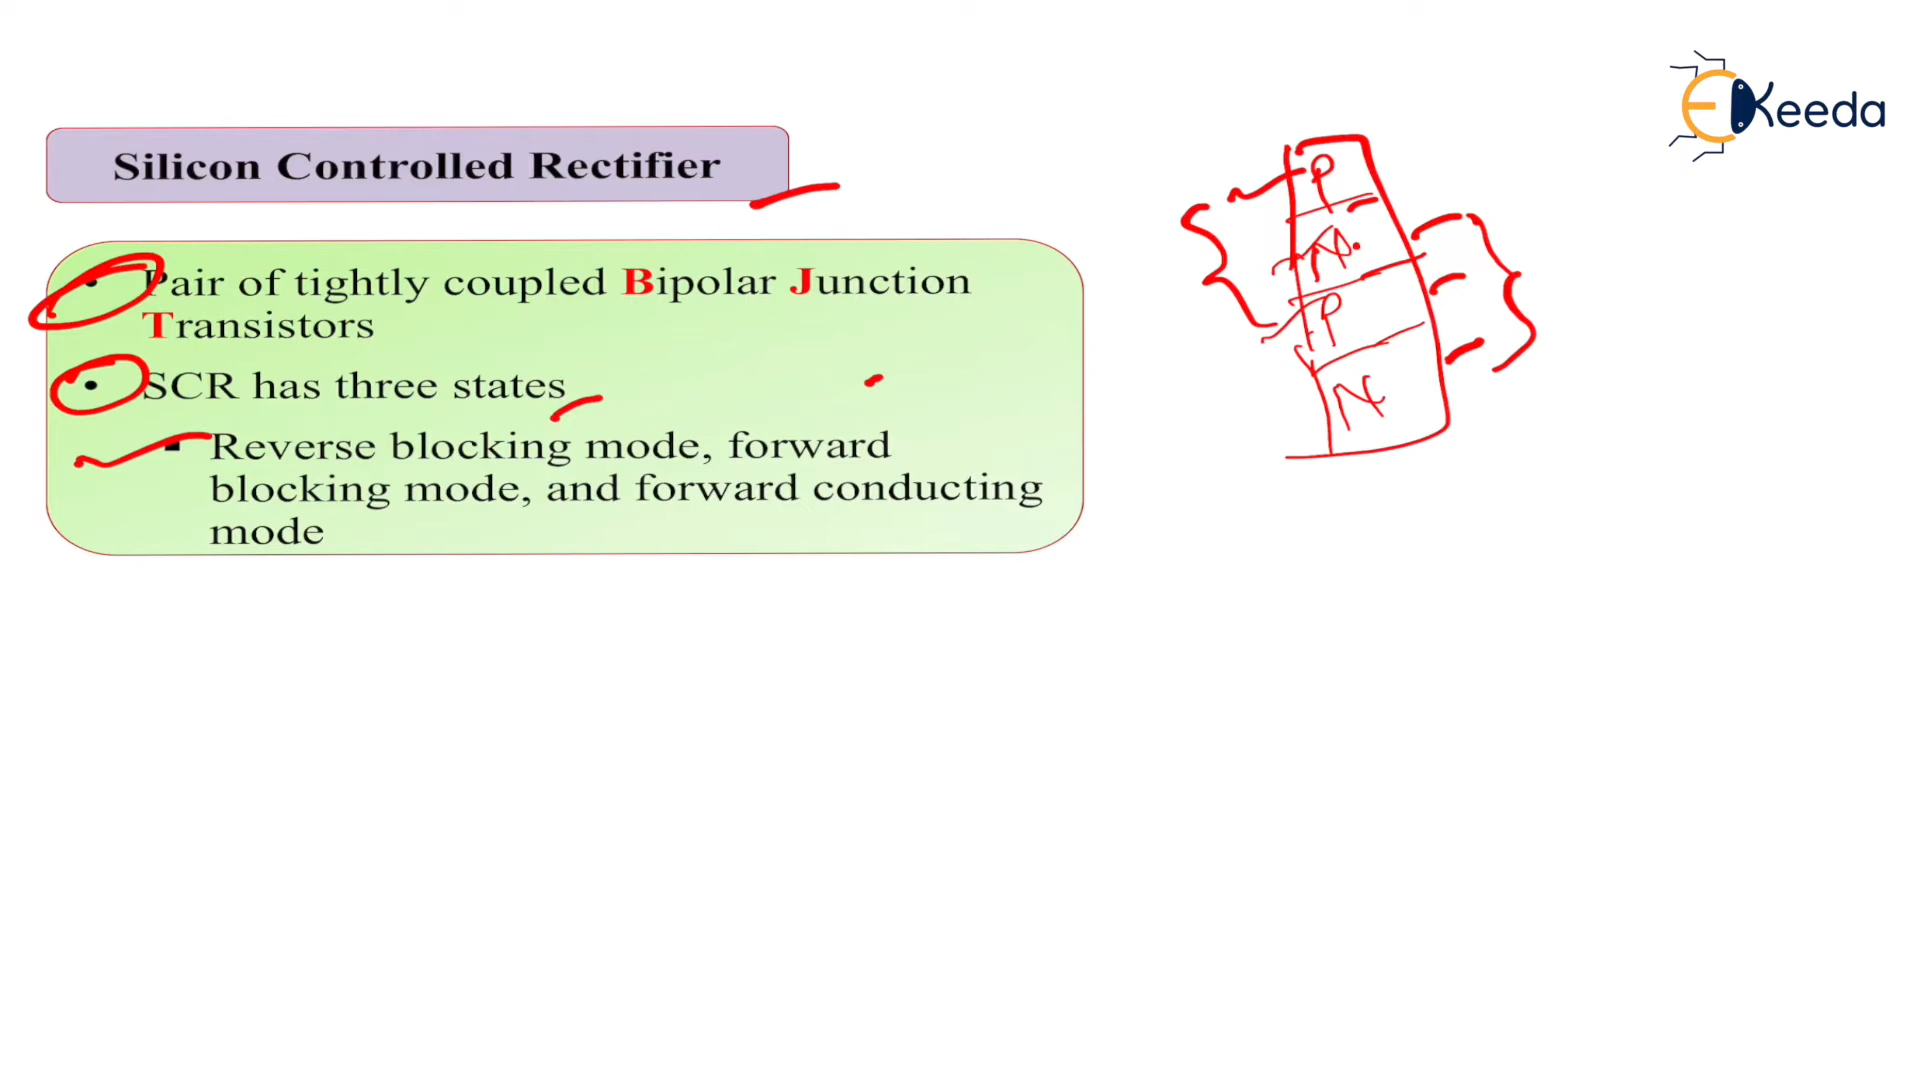 EKeeda
Silicon Controlled Rectifier
• Pair of tightly coupled Bipolar Junction
Transistors
• SCR has three states
▪ Reverse blocking mode, forward
blocking mode, and forward conducting
mode
P
N
P
N